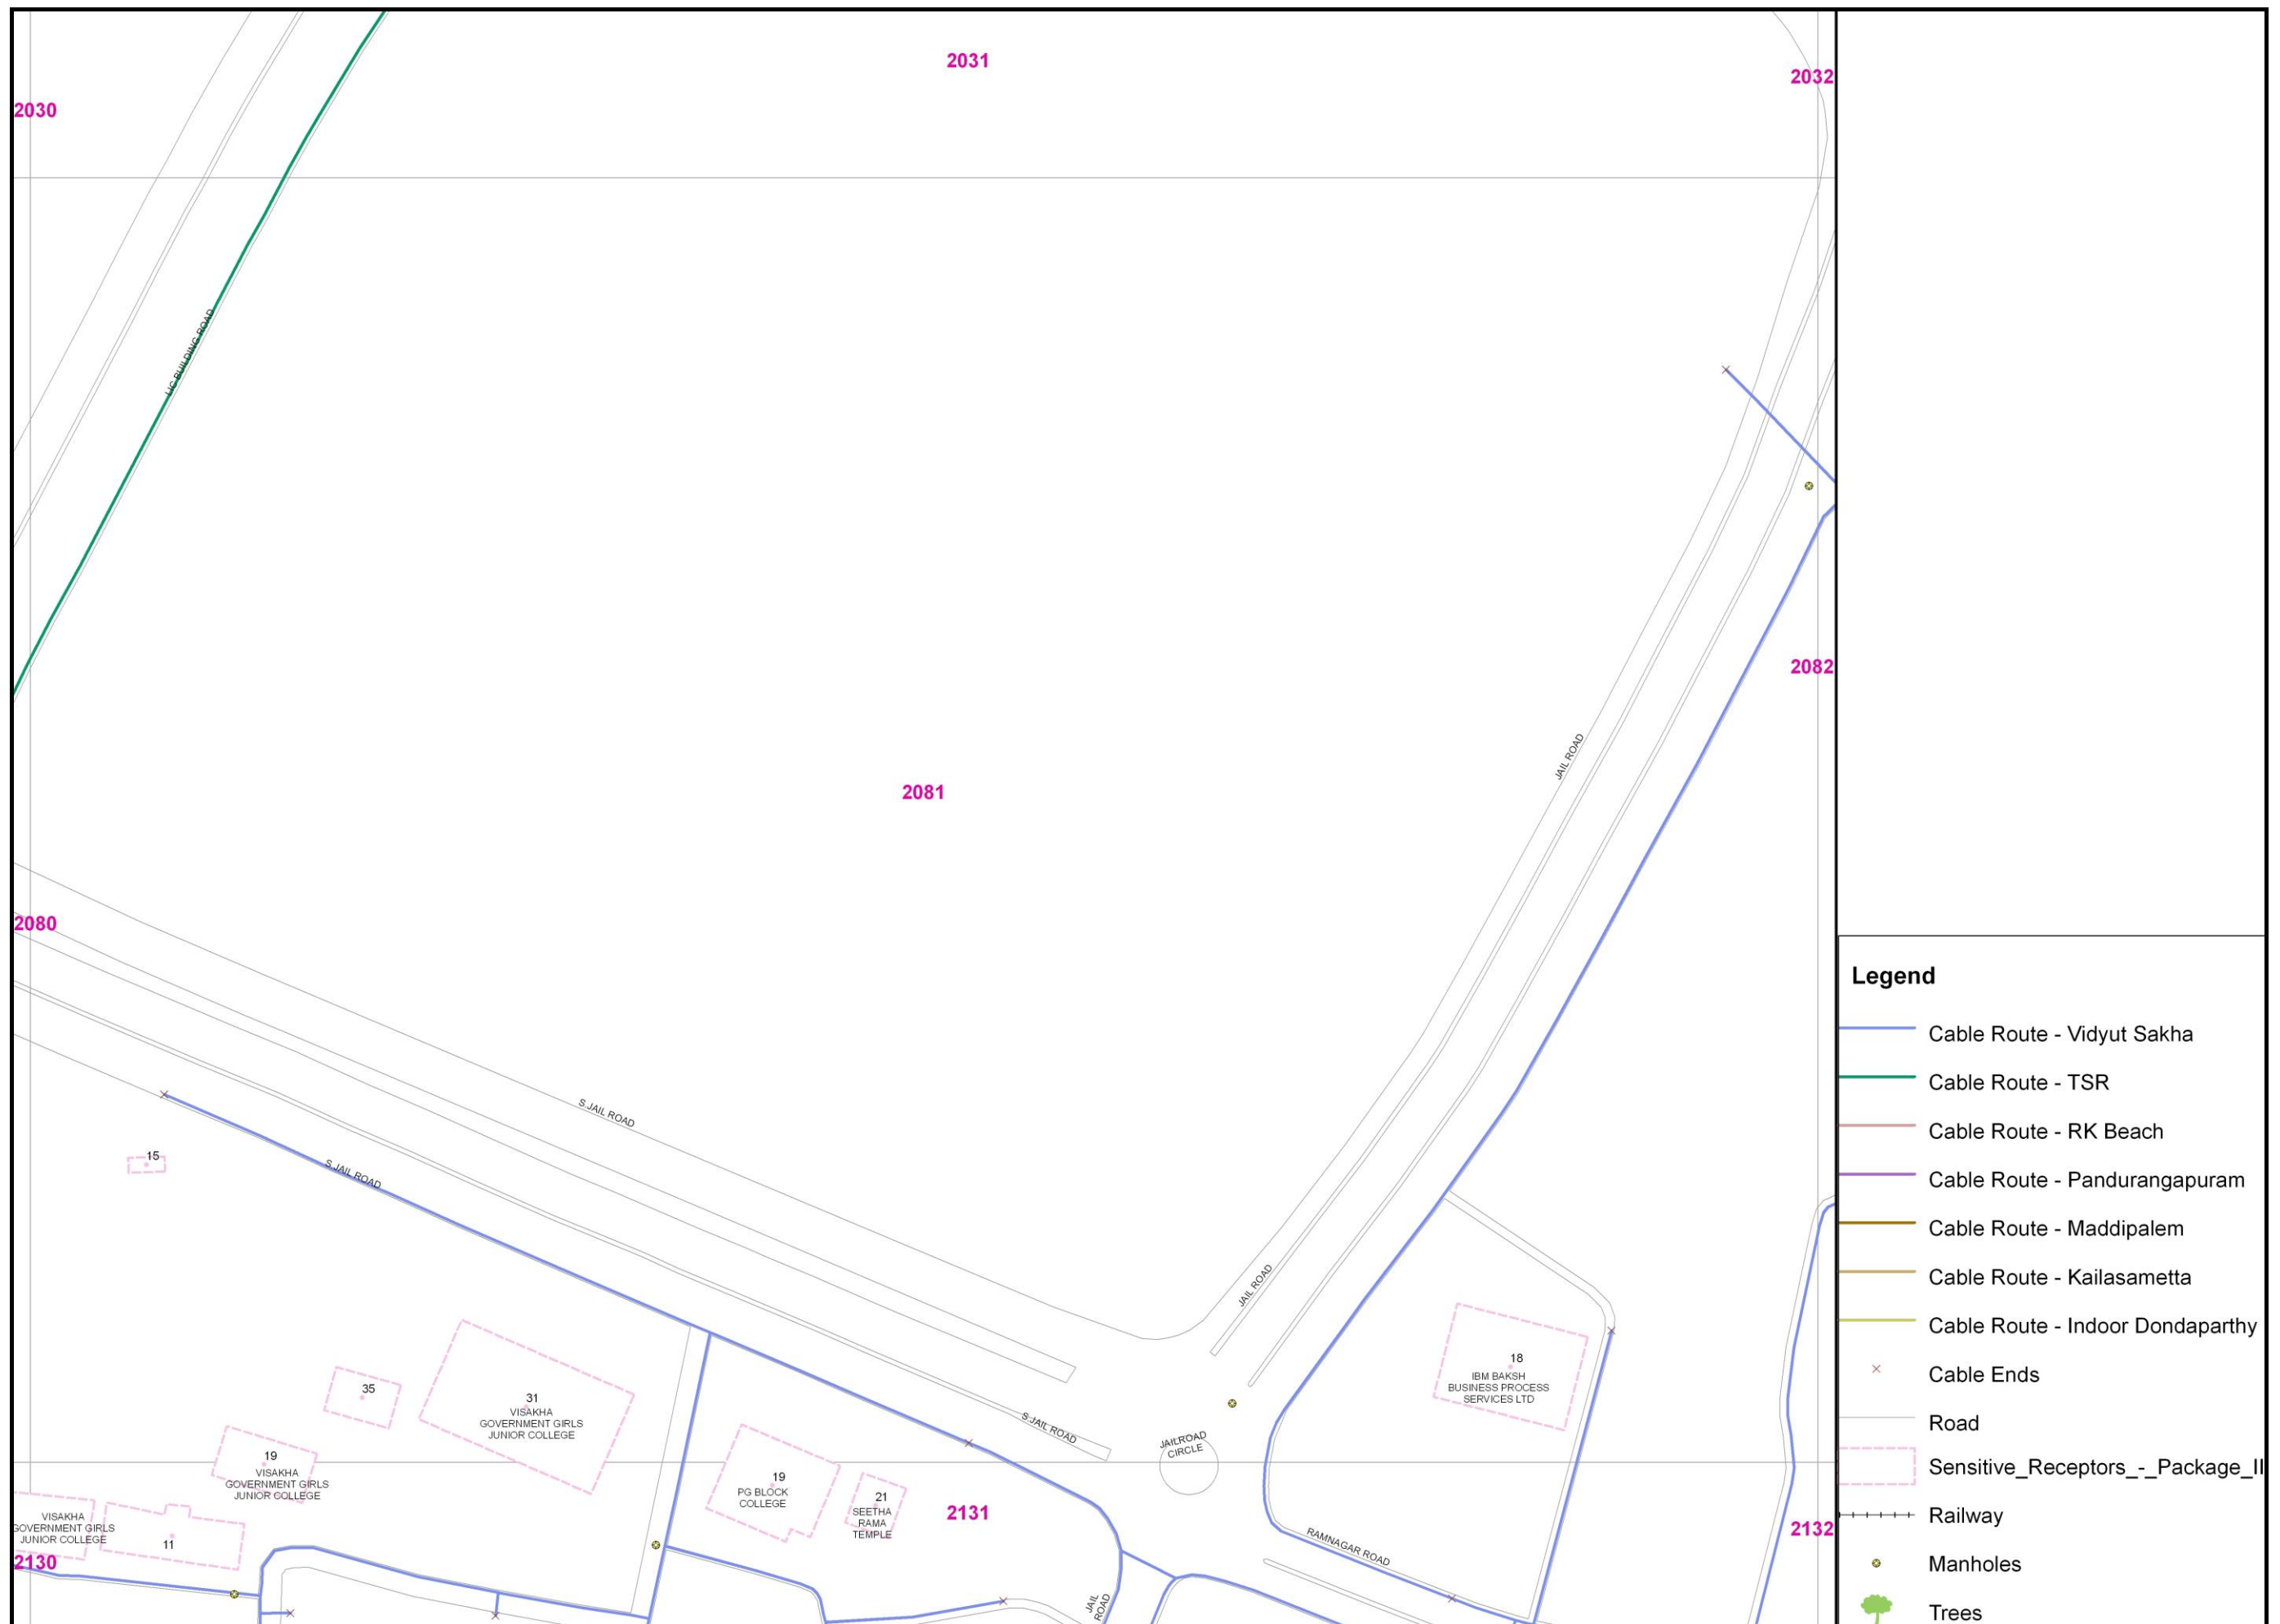 2031
2032
2030
LIC BUILDING ROAD
2082
JAIL ROAD
2081
2080
S.JAIL ROAD
15
S.JAIL ROAD
JAIL ROAD
18
IBM BAKSH
BUSINESS PROCESS
SERVICES LTD
35
31
VISAKHA
GOVERNMENT GIRLS
JUNIOR COLLEGE
S.JAIL ROAD
JAILROAD
CIRCLE
19
VISAKHA
GOVERNMENT GIRLS
JUNIOR COLLEGE
19
PG BLOCK
COLLEGE
21
SEETHA
RAMA
TEMPLE
2131
VISAKHA
GOVERNMENT GIRLS
JUNIOR COLLEGE
11
2130
RAMNAGAR ROAD
2132
JAIL
ROAD
Legend
Cable Route - Vidyut Sakha
Cable Route - TSR
Cable Route - RK Beach
Cable Route - Pandurangapuram
Cable Route - Maddipalem
Cable Route - Kailasametta
Cable Route - Indoor Dondaparthy
Cable Ends
Road
Sensitive_Receptors_-_Package_II
Railway
Manholes
Trees